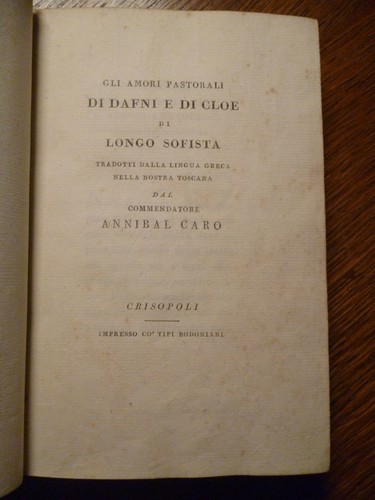 GLI AMORI PASTORALI
DI DAFNI E DI CLOE
DI
LONGO SOFISTA
TRADOTTI DALLA LINGUA GRECA
NELLA NOSTRA TOSCANA
DAL
COMMENDATORE
ANNIBAL CARO
CRISOPOLI
IMPRESSO CO' TIPI BODONIANI